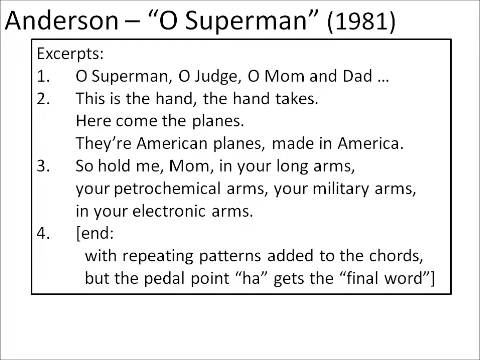 Anderson – “O Superman” (1981)
Excerpts:
1. O Superman, O Judge, O Mom and Dad …
2. This is the hand, the hand takes.
Here come the planes.
They’re American planes, made in America.
3. So hold me, Mom, in your long arms,
your petrochemical arms, your military arms,
in your electronic arms.
4. [end:
with repeating patterns added to the chords,
but the pedal point “ha” gets the “final word”]